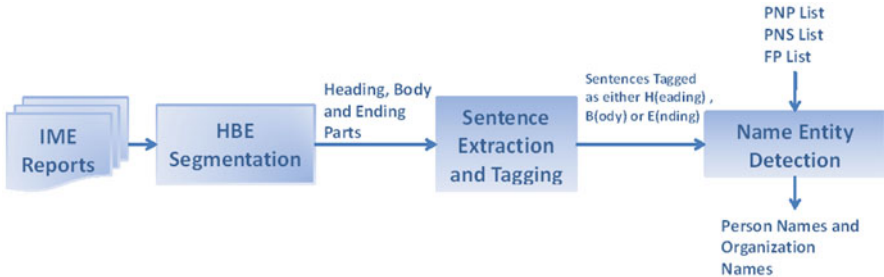 IME
Reports
HBE
Segmentation
Heading, Body
and Ending
Parts
Sentence
Extraction
and Tagging
Sentences Tagged
as either H(eading) ,
B(ody) or E(nding)
PNP List
PNS List
FP List
Name Entity
Detection
Person Names and
Organization
Names